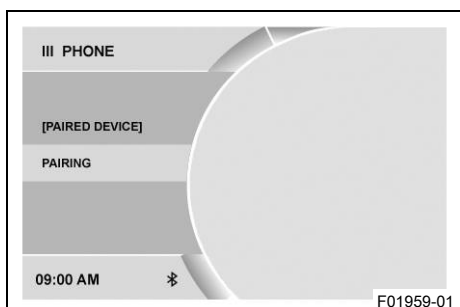 III PHONE
[PAIRED DEVICE]
PAIRING
09:00 AM
F01959-01